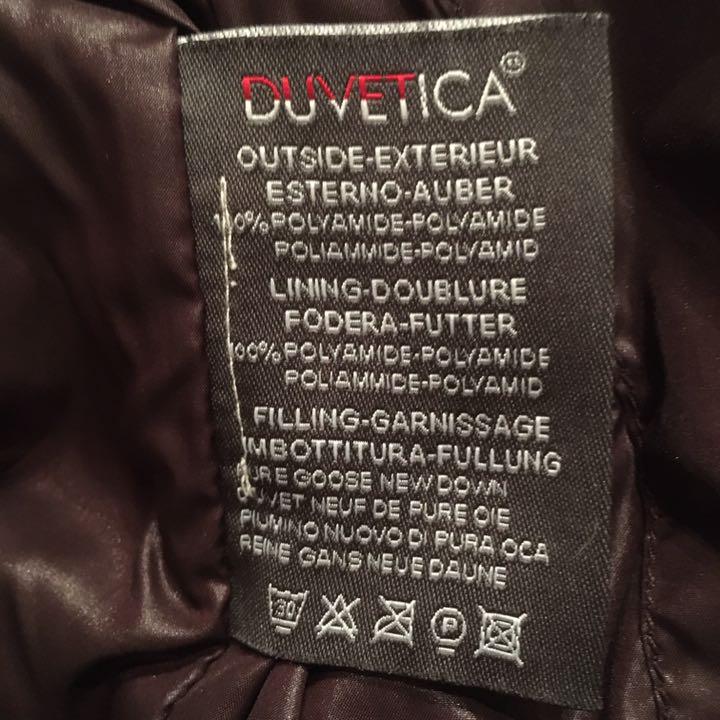 DUVETICA®
OUTSIDE-EXTERIEUR
ESTERNO-AUBER
100%POLYAMIDE-POLYAMIDE
POLIAMMIDE-POLYAMID
LINING-DOUBLURE
FODERA-FUTTER
100%POLYAMIDE-POLYAMIDE
POLIAMMIDE-POLYAMID
FILLING-GARNISSAGE
IMBOTTITURA-FULLUNG
PURE GOOSE NEW DOWN
DUVET NEUF DE PURE OIE
PIUMINO NUOVO DI PURA OCA
REINE GANS NEUE DAUNE
30 P